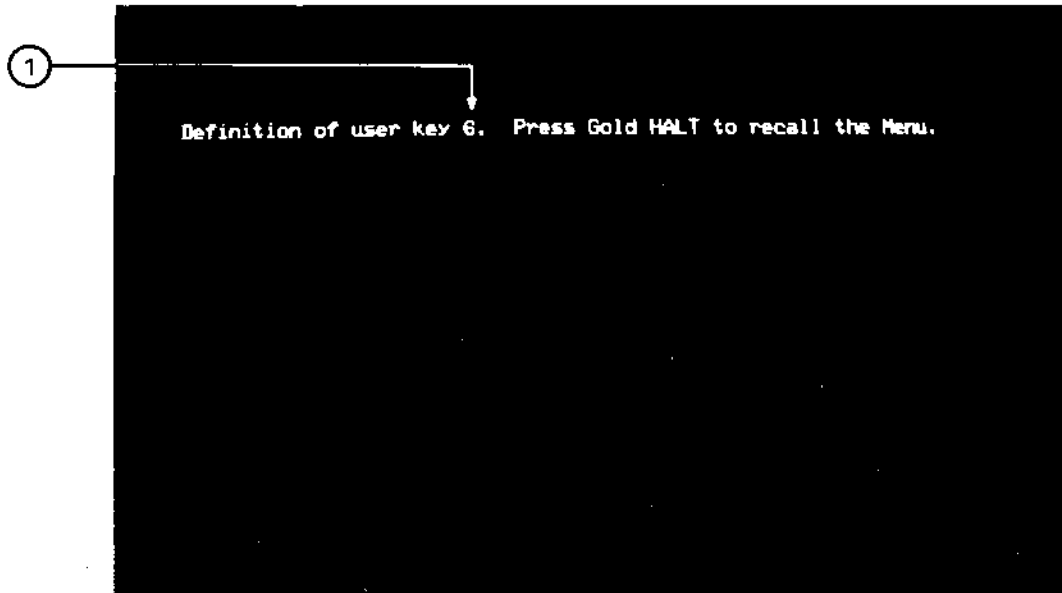 1
Definition of user key 6. Press Gold HALT to recall the Menu.